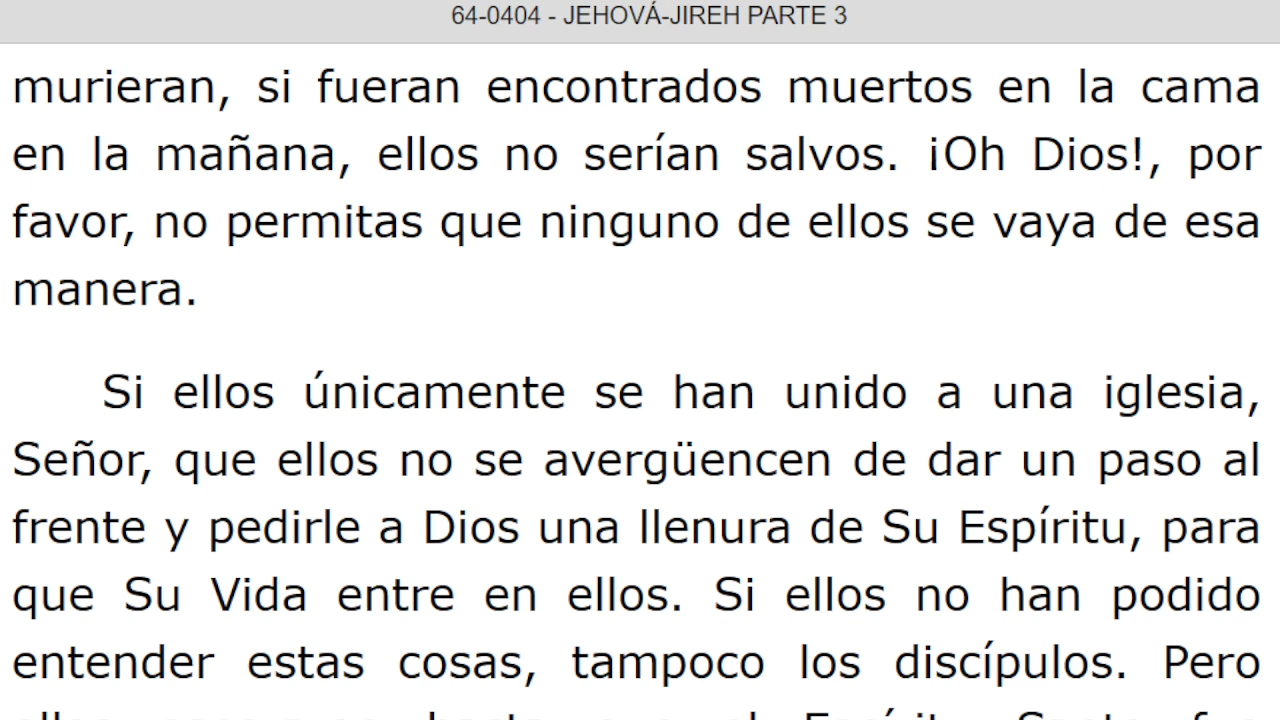 64-0404 - JEHOVÁ-JIREH PARTE 3
murieran, si fueran encontrados muertos en la cama
en la mañana, ellos no serían salvos. ¡Oh Dios!, por
favor, no permitas que ninguno de ellos se vaya de esa
manera.
Si ellos únicamente se han unido a una iglesia,
Señor, que ellos no se avergüencen de dar un paso al
frente y pedirle a Dios una llenura de Su Espíritu, para
que Su Vida entre en ellos. Si ellos no han podido
entender estas cosas, tampoco los discípulos. Pero